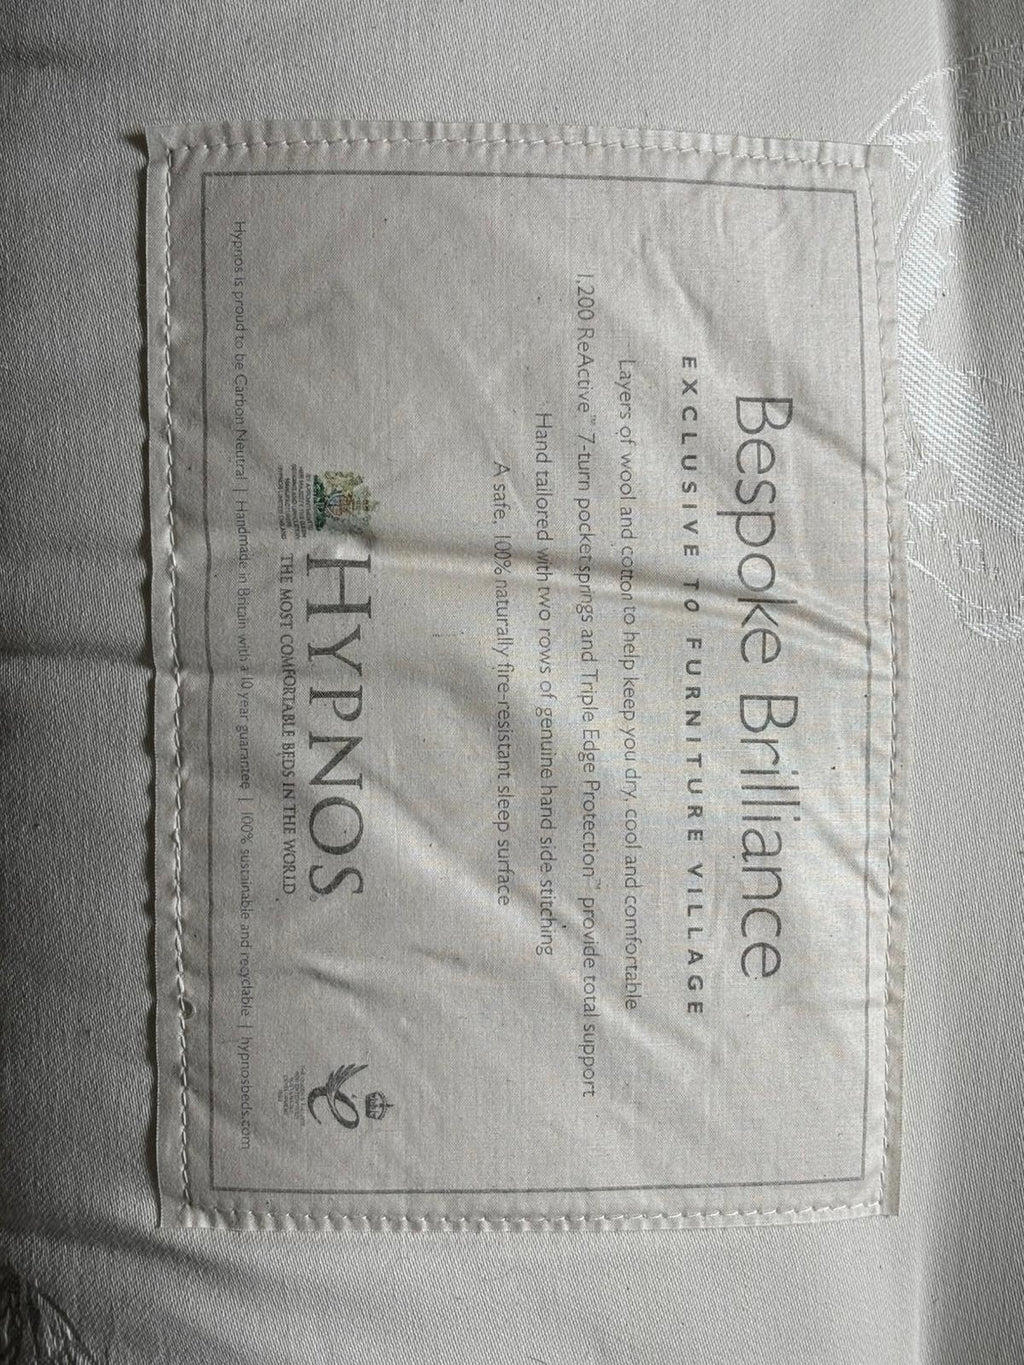 Bespoke Brilliance
EXCLUSIVE TO FURNITURE VILLAGE
Layers of wool and cotton to help keep you dry, cool and comfortable
1,200 ReActive™ 7-turn pocket springs and Triple Edge Protection™ provide total support
Hand tailored with two rows of genuine hand side stitching
A safe, 100% naturally fire-resistant sleep surface
HYPNOS®
THE MOST COMFORTABLE BEDS IN THE WORLD
Hypnos is proud to be Carbon Neutral | Handmade in Britain with a 10 year guarantee | 100% sustainable and recyclable | hypnosbeds.com